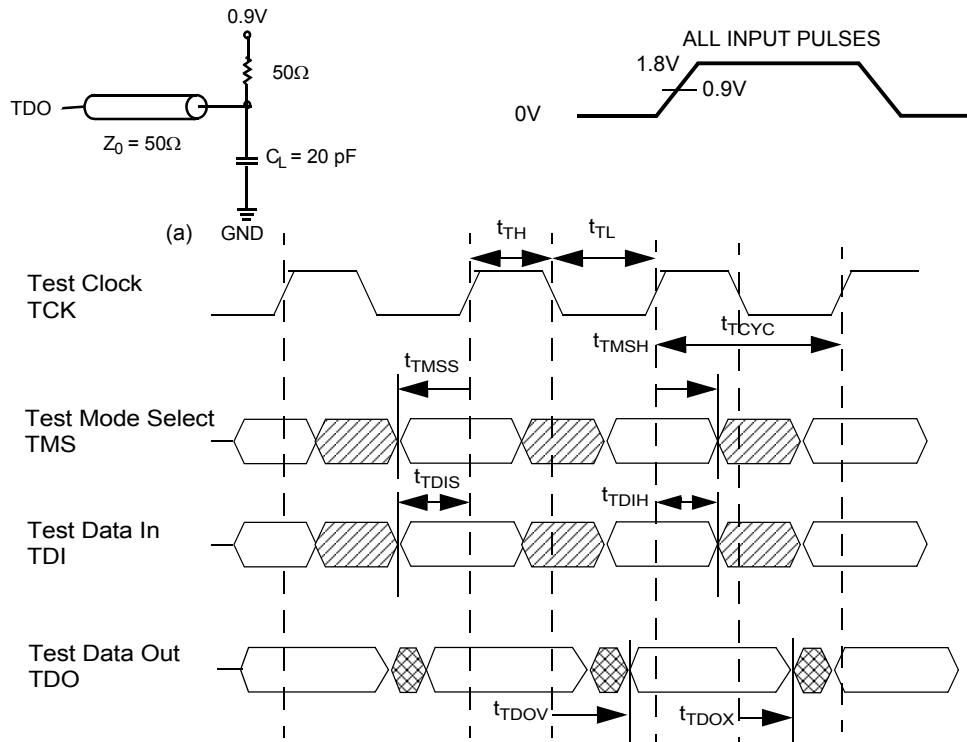 0.9V
50Ω
TDO
Z0 = 50Ω
CL = 20 pF
(a)
GND
ALL INPUT PULSES
1.8V
0.9V
0V
tTH
tTL
Test Clock
TCK
tTCYC
tTMSH
tTMSS
Test Mode Select
TMS
tTDIS
tTDIH
Test Data In
TDI
Test Data Out
TDO
tTDOV
tTDOX